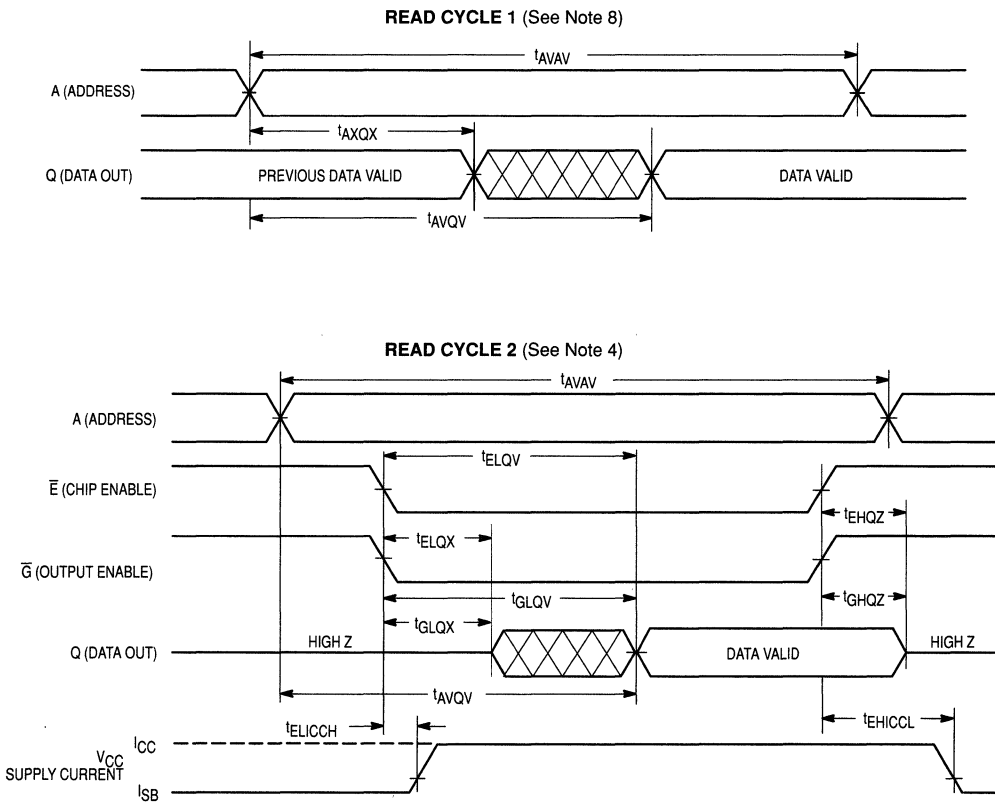 READ CYCLE 1 (See Note 8)
tAVAV
A (ADDRESS)
tAXQX
Q (DATA OUT)
PREVIOUS DATA VALID
DATA VALID
tAVQV
READ CYCLE 2 (See Note 4)
tAVAV
A (ADDRESS)
tELQV
E̅ (CHIP ENABLE)
tEHQZ
tELQX
G̅ (OUTPUT ENABLE)
tGLQV
tGHQZ
tGLQX
Q (DATA OUT)
HIGH Z
DATA VALID
HIGH Z
tAVQV
tELICCH
tEHICCL
ICC
VCC
SUPPLY CURRENT
ISB